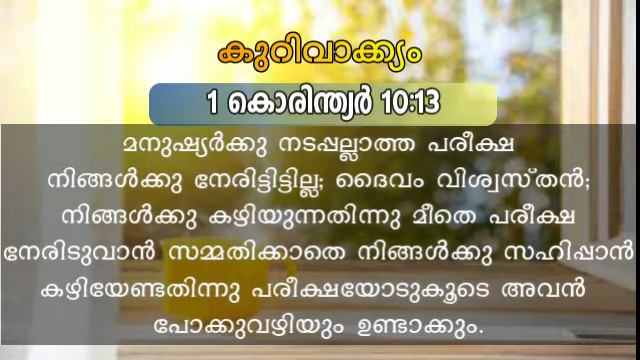 കുറിവാക്യം
1 കൊരിന്ത്യർ 10:13
മനുഷ്യർക്കു നടപ്പല്ലാത്ത പരീക്ഷ
നിങ്ങൾക്കു നേരിട്ടിട്ടില്ല; ദൈവം വിശ്വസ്തൻ;
നിങ്ങൾക്കു കഴിയുന്നതിന്നു മീതെ പരീക്ഷ
നേരിടുവാൻ സമ്മതിക്കാതെ നിങ്ങൾക്കു സഹിപ്പാൻ
കഴിയേണ്ടതിന്നു പരീക്ഷയോടുകൂടെ അവൻ
പോക്കുവഴിയും ഉണ്ടാക്കും.